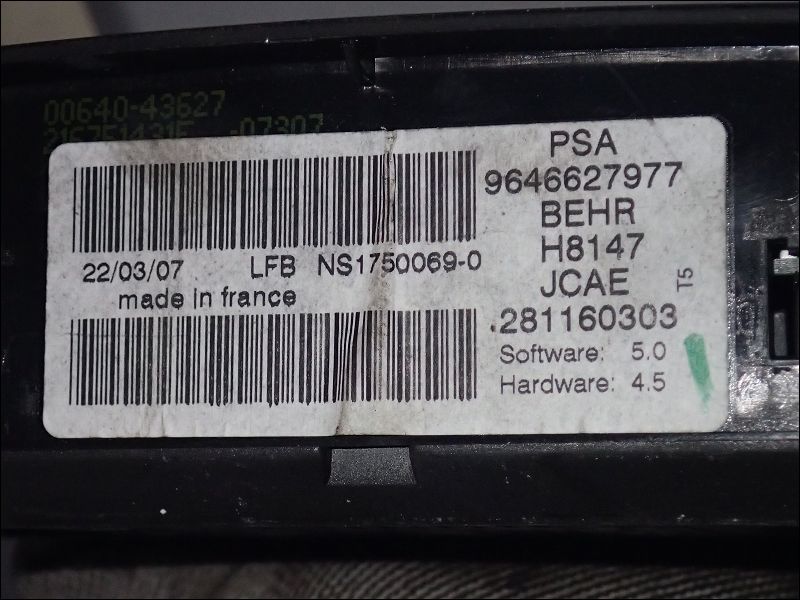 00640-43627
-07307
PSA
9646627977
BEHR
H8147
JCAE
.281160303
T5
Software: 5.0
Hardware: 4.5
22/03/07 LFB NS1750069-0
made in france